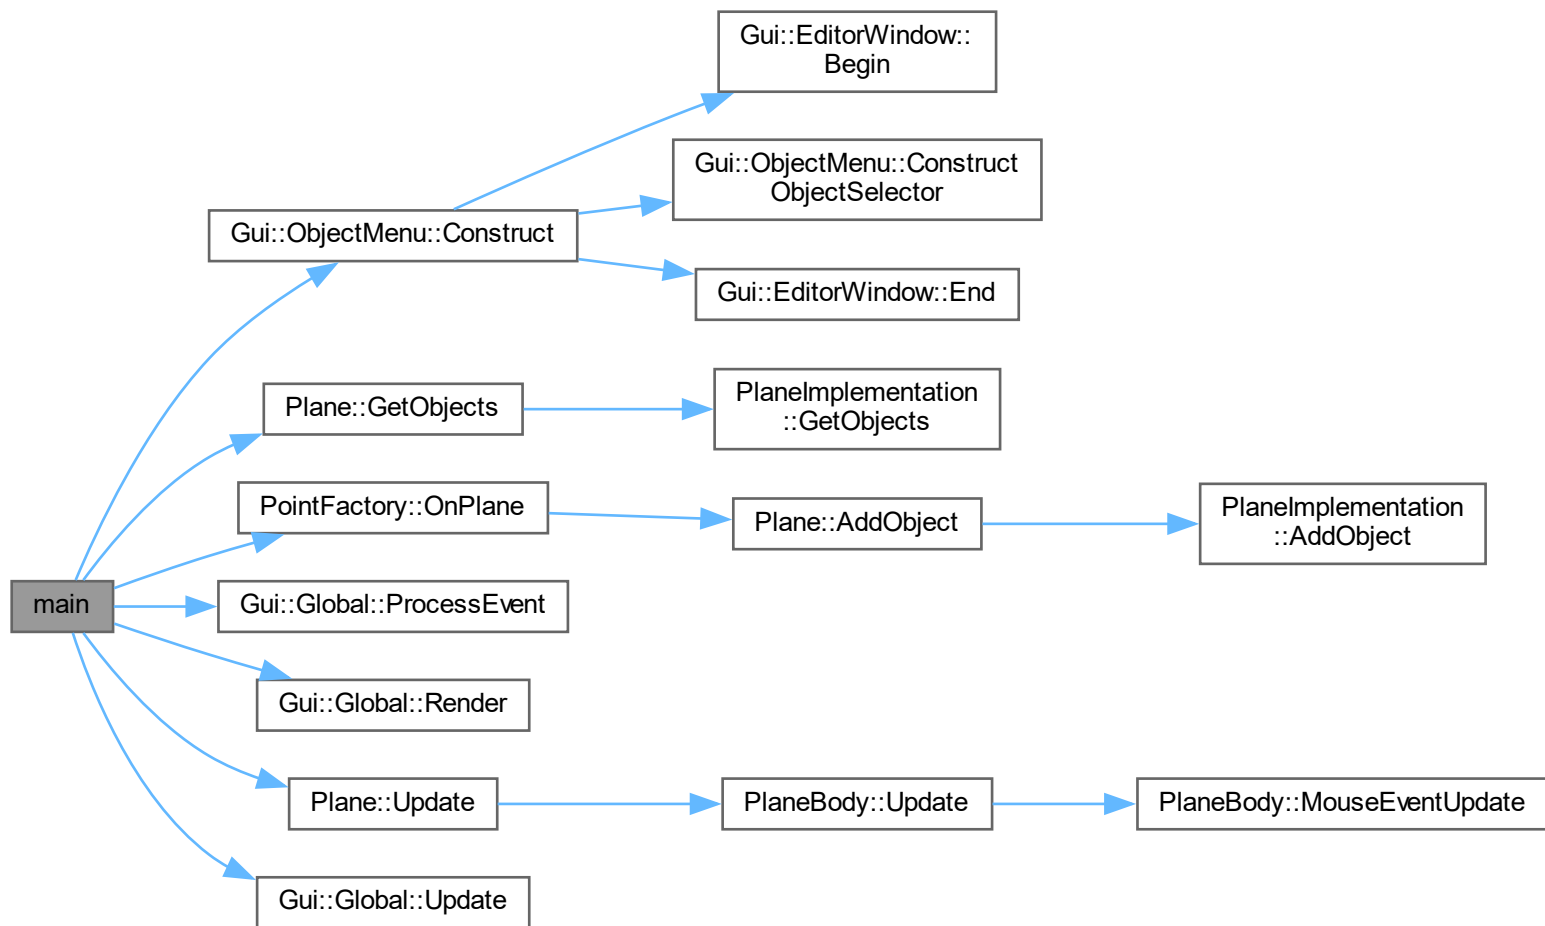 Gui::EditorWindow::
Begin
Gui::ObjectMenu::Construct
ObjectSelector
Gui::ObjectMenu::Construct
Gui::EditorWindow::End
Plane::GetObjects
PlaneImplementation
::GetObjects
PointFactory::OnPlane
Plane::AddObject
PlaneImplementation
::AddObject
main
Gui::Global::ProcessEvent
Gui::Global::Render
Plane::Update
PlaneBody::Update
PlaneBody::MouseEventUpdate
Gui::Global::Update